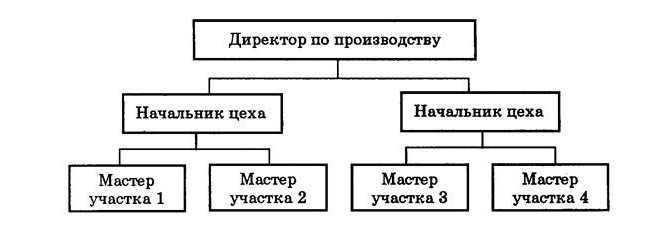 Директор по производству
Начальник цеха
Начальник цеха
Мастер
участка 1
Мастер
участка 2
Мастер
участка 3
Мастер
участка 4